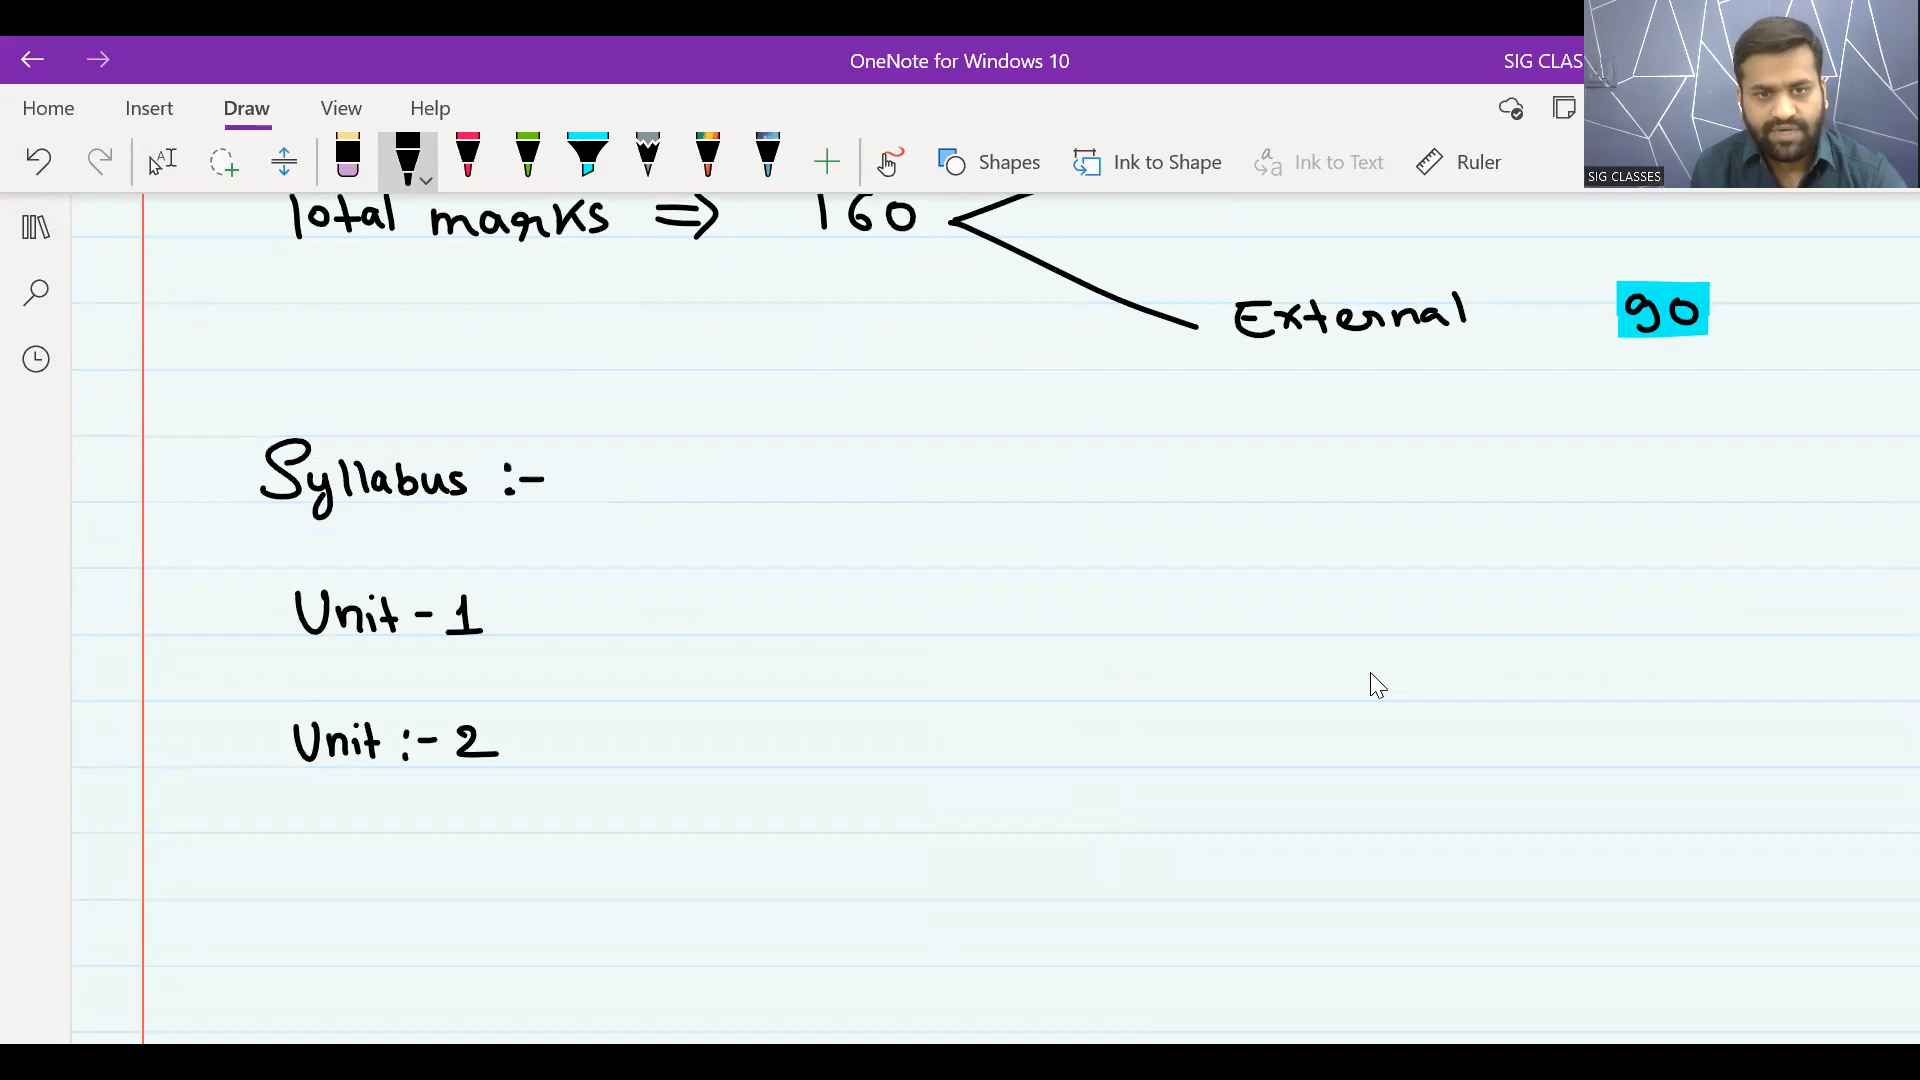 OneNote for Windows 10
SIG CLAS
SIG CLASSES
Home Insert Draw View Help
Shapes Ink to Shape Ink to Text Ruler
Total marks ⇒ 160
External 90
Syllabus :-
Unit - 1
Unit :- 2